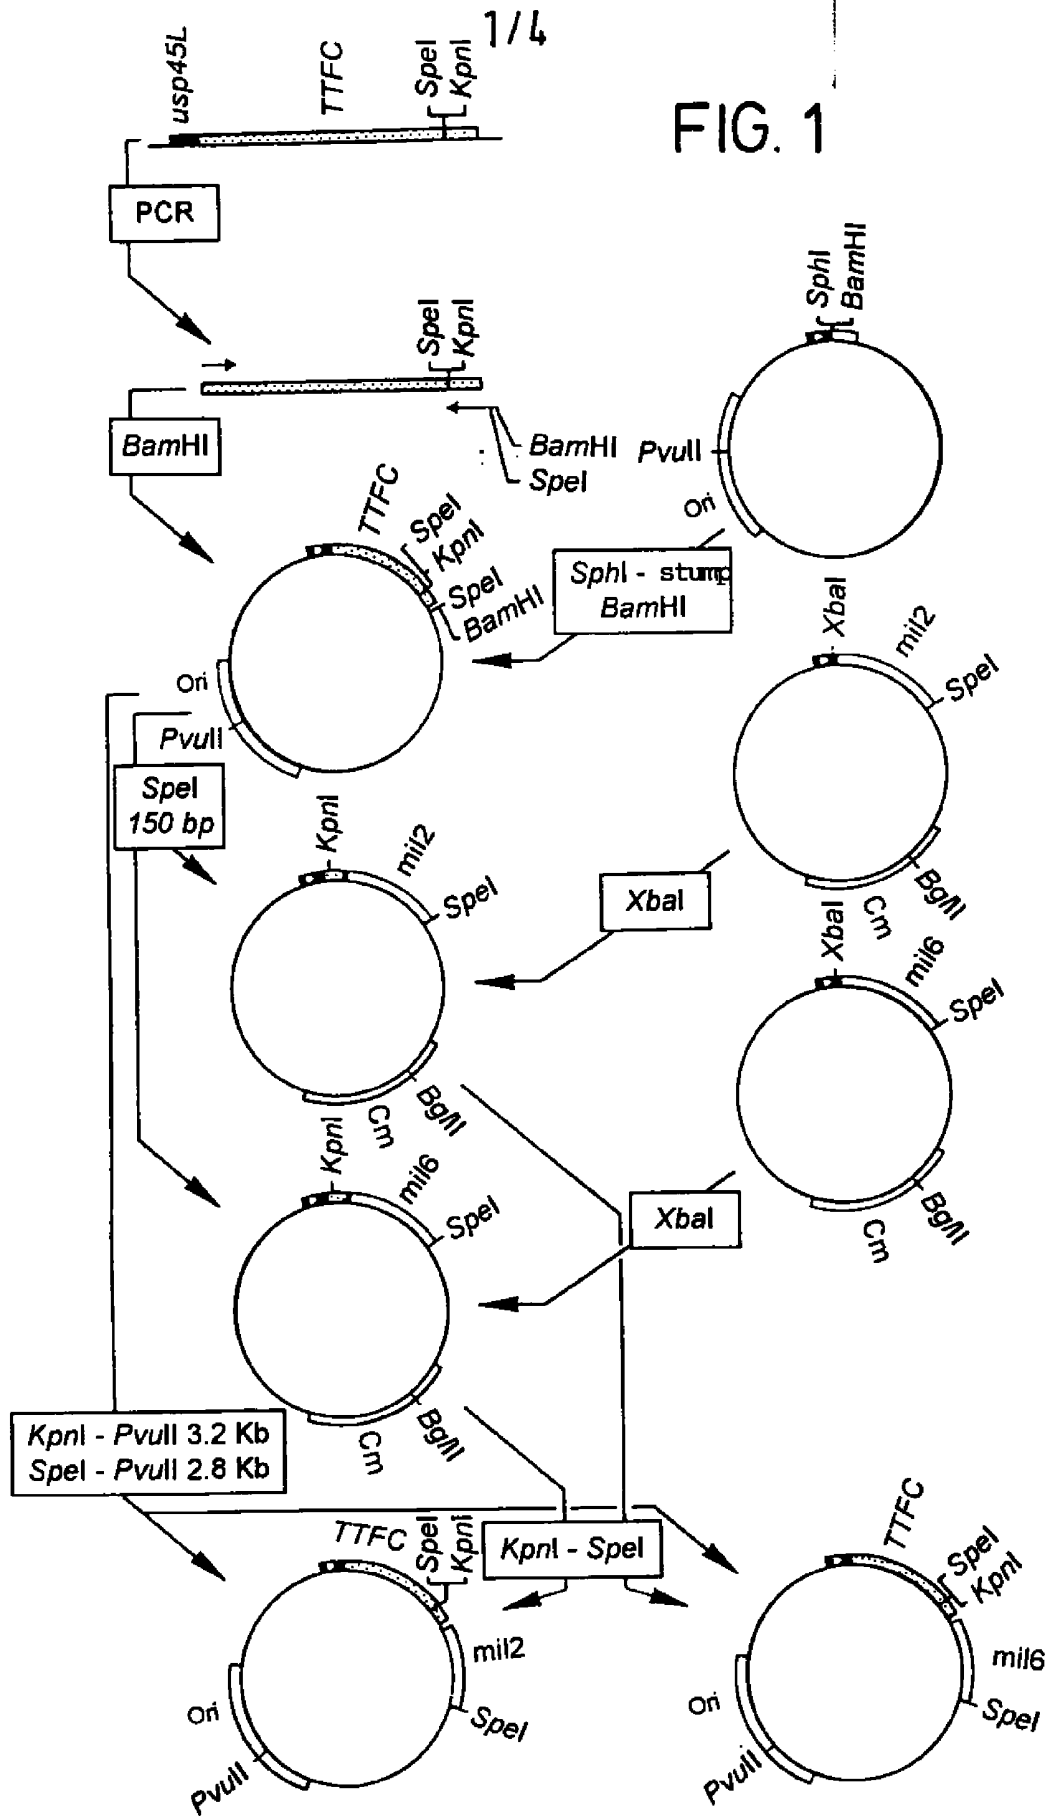 1/4
FIG. 1
usp45L
TTFC
SpeI
KpnI
PCR
SpeI
KpnI
BamHI
SpeI
BamHI
SphI
BamHI
PvuII
Ori
SphI - stump
BamHI
TTFC
SpeI
KpnI
SpeI
BamHI
Ori
PvuII
SpeI
150 bp
XbaI
mil2
SpeI
BglII
Cm
XbaI
KpnI
mil2
SpeI
BglII
Cm
XbaI
mil6
SpeI
BglII
Cm
XbaI
KpnI
mil6
SpeI
BglII
Cm
KpnI - PvuII 3.2 Kb
SpeI - PvuII 2.8 Kb
KpnI - SpeI
TTFC
SpeI
KpnI
mil2
SpeI
Ori
PvuII
TTFC
SpeI
KpnI
mil6
SpeI
Ori
PvuII